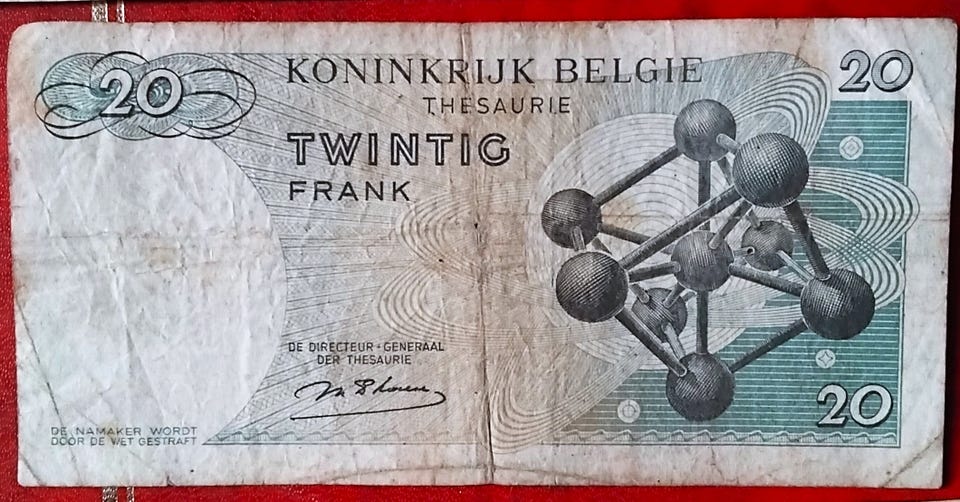 20
KONINKRIJK BELGIE
20
THESAURIE
TWINTIG
FRANK
DE DIRECTEUR-GENERAAL
DER THESAURIE
DE NAMAKER WORDT
DOOR DE WET GESTRAFT
20